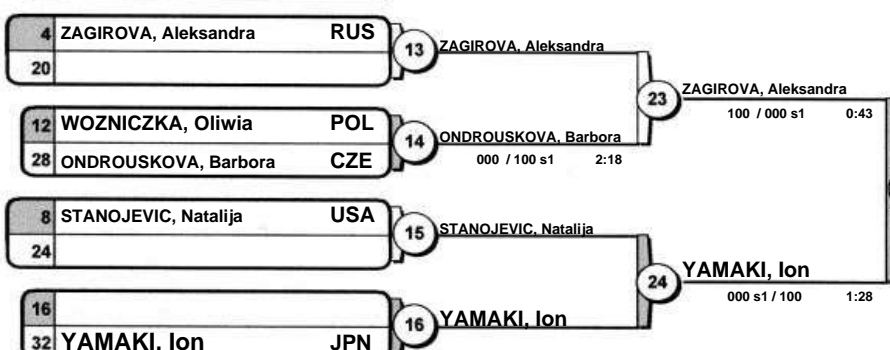 4 ZAGIROVA, Aleksandra RUS
20
13
ZAGIROVA, Aleksandra
12 WOZNICZKA, Oliwia POL
28 ONDROUSKOVA, Barbora CZE
14
ONDROUSKOVA, Barbora
000 / 100 s1 2:18
23
ZAGIROVA, Aleksandra
100 / 000 s1 0:43
8 STANOJEVIC, Natalija USA
24
15
STANOJEVIC, Natalija
16
32 YAMAKI, Ion JPN
16
YAMAKI, Ion
24
YAMAKI, Ion
000 s1 / 100 1:28